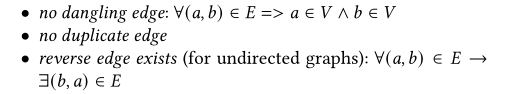 • no dangling edge: ∀(a, b) ∈ E => a ∈ V ∧ b ∈ V
• no duplicate edge
• reverse edge exists (for undirected graphs): ∀(a, b) ∈ E →
∃(b, a) ∈ E